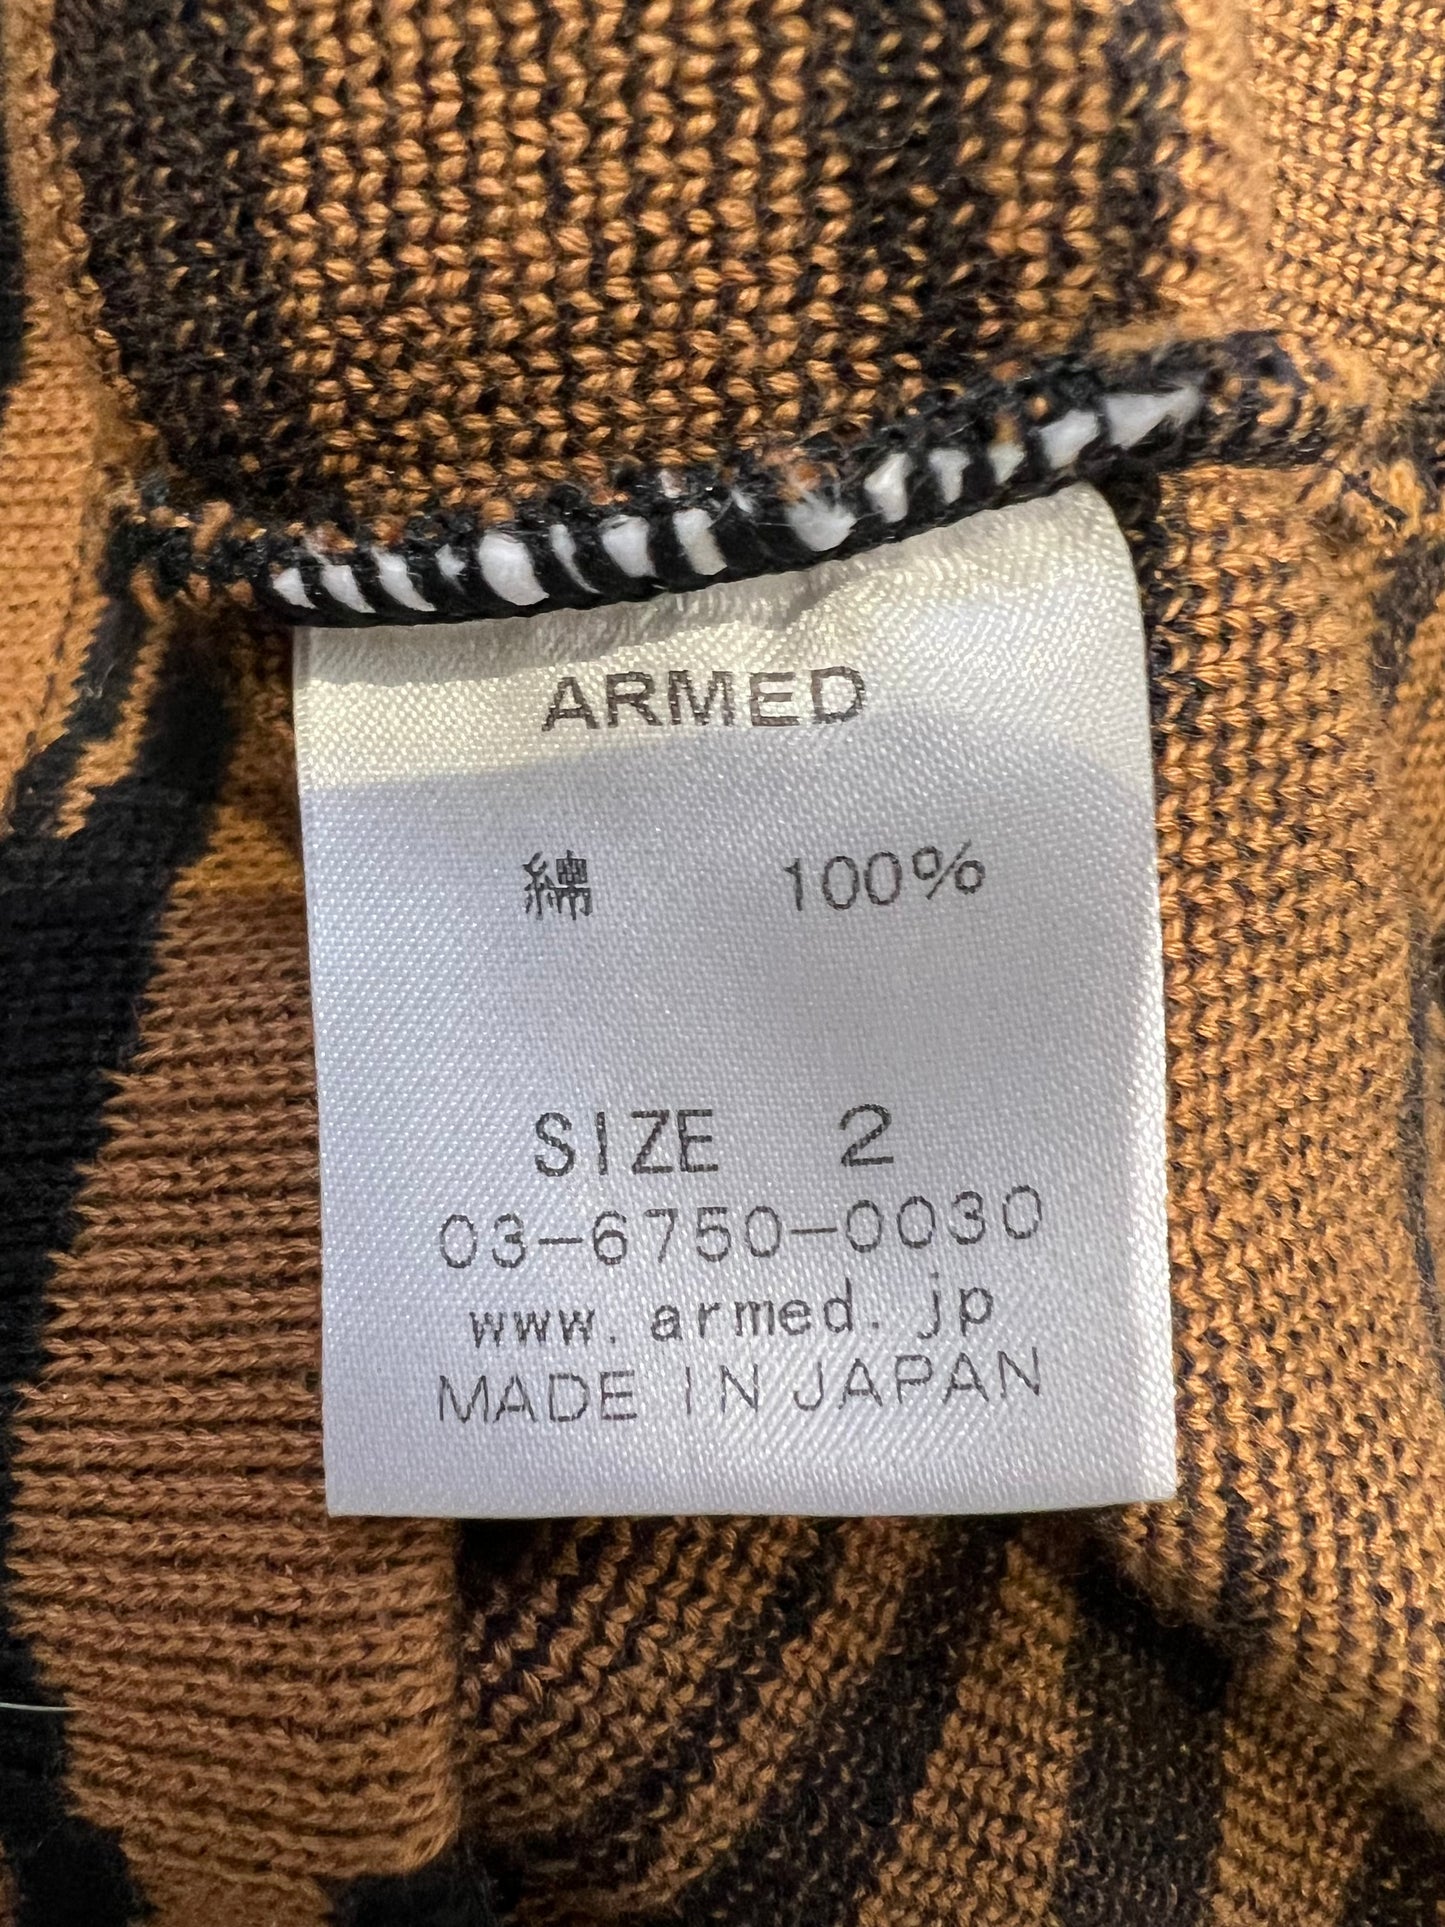 ARMED
綿 100%
SIZE 2
03-6750-0030
www.armed.jp
MADE IN JAPAN